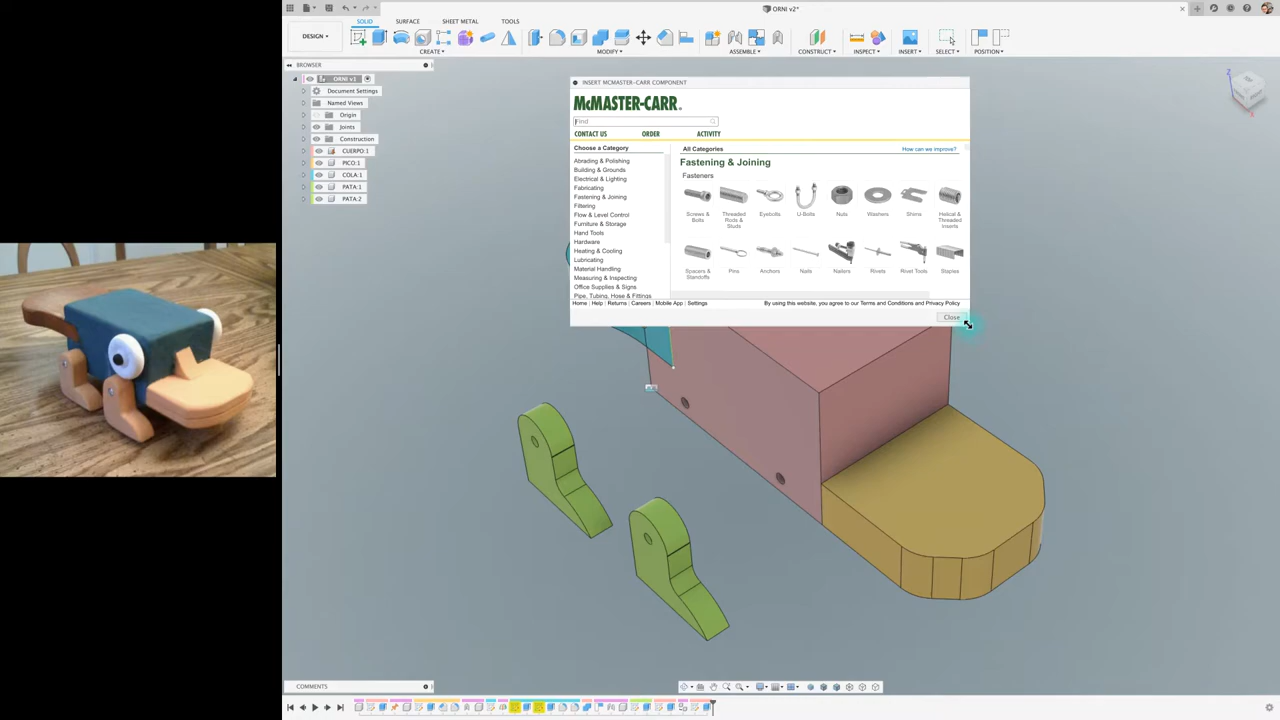 ORNI v2*
SOLID
SURFACE
SHEET METAL
TOOLS
DESIGN
CREATE
MODIFY
ASSEMBLE
CONSTRUCT
INSPECT
INSERT
SELECT
POSITION
BROWSER
ORNI v1
Document Settings
Named Views
Origin
Joints
Construction
CUERPO:1
PICO:1
COLA:1
PATA:1
PATA:2
INSERT MCMASTER-CARR COMPONENT
McMASTER-CARR.
Find
CONTACT US
ORDER
ACTIVITY
Choose a Category
Abrading & Polishing
Building & Grounds
Electrical & Lighting
Fabricating
Fastening & Joining
Filtering
Flow & Level Control
Furniture & Storage
Hand Tools
Hardware
Heating & Cooling
Lubricating
Material Handling
Measuring & Inspecting
Office Supplies & Signs
Pipe, Tubing, Hose & Fittings
All Categories
How can we improve?
Fastening & Joining
Fasteners
Screws &
Bolts
Threaded
Rods &
Studs
Eyebolts
U-Bolts
Nuts
Washers
Shims
Helical &
Threaded
Inserts
Spacers &
Standoffs
Pins
Anchors
Nails
Nailers
Rivets
Rivet Tools
Staples
Home | Help | Returns | Careers | Mobile App | Settings
By using this website, you agree to our Terms and Conditions and Privacy Policy
Close
COMMENTS